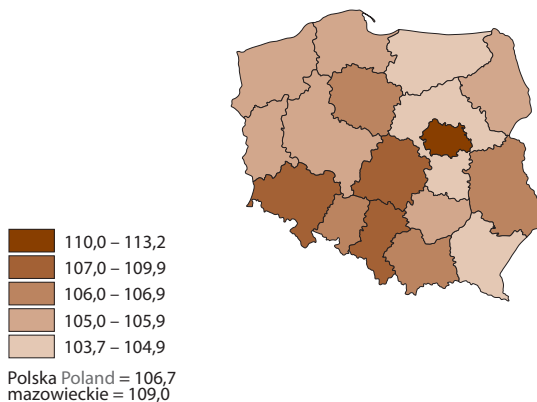 110,0 – 113,2
107,0 – 109,9
106,0 – 106,9
105,0 – 105,9
103,7 – 104,9
Polska Poland = 106,7
mazowieckie = 109,0